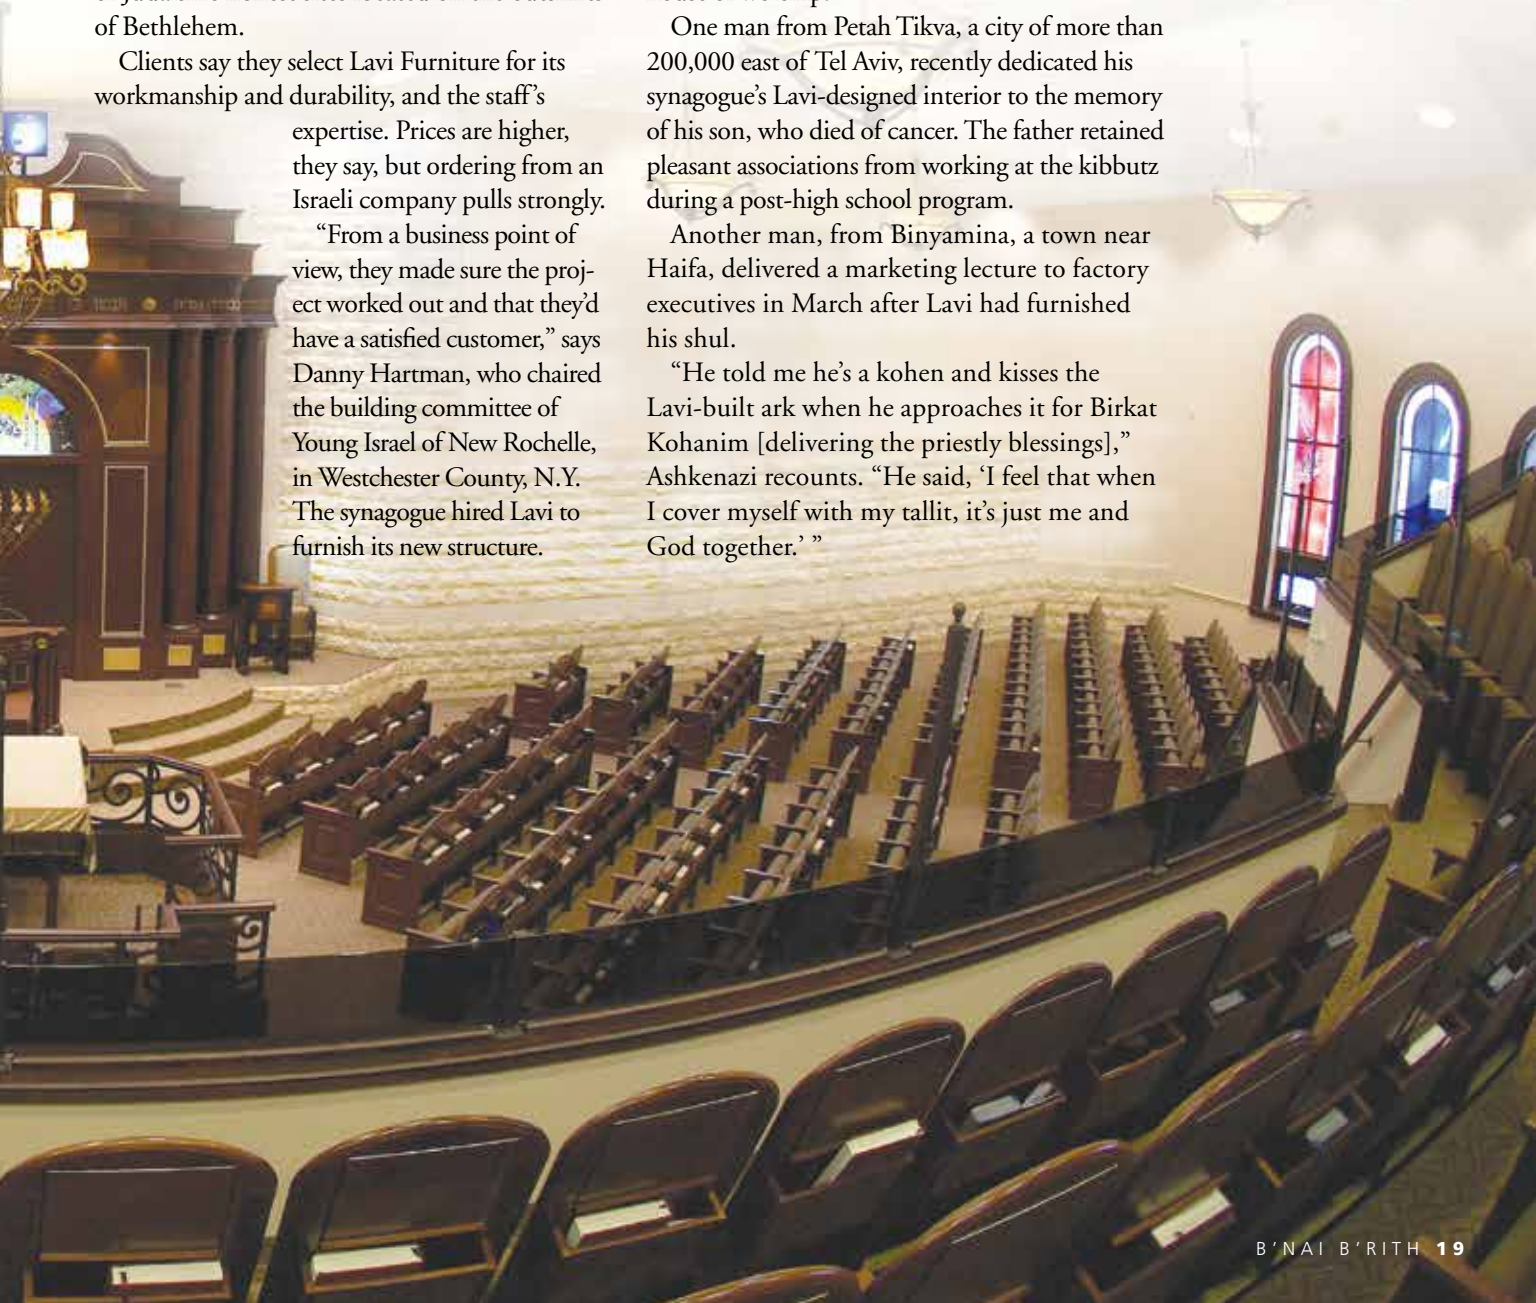 of Bethlehem.
Clients say they select Lavi Furniture for its
workmanship and durability, and the staff’s
expertise. Prices are higher,
they say, but ordering from an
Israeli company pulls strongly.
“From a business point of
view, they made sure the proj-
ect worked out and that they’d
have a satisfied customer,” says
Danny Hartman, who chaired
the building committee of
Young Israel of New Rochelle,
in Westchester County, N.Y.
The synagogue hired Lavi to
furnish its new structure.
One man from Petah Tikva, a city of more than
200,000 east of Tel Aviv, recently dedicated his
synagogue’s Lavi-designed interior to the memory
of his son, who died of cancer. The father retained
pleasant associations from working at the kibbutz
during a post-high school program.
Another man, from Binyamina, a town near
Haifa, delivered a marketing lecture to factory
executives in March after Lavi had furnished
his shul.
“He told me he’s a kohen and kisses the
Lavi-built ark when he approaches it for Birkat
Kohanim [delivering the priestly blessings],”
Ashkenazi recounts. “He said, ‘I feel that when
I cover myself with my tallit, it’s just me and
God together.’ ”
B’NAI B’RITH 19